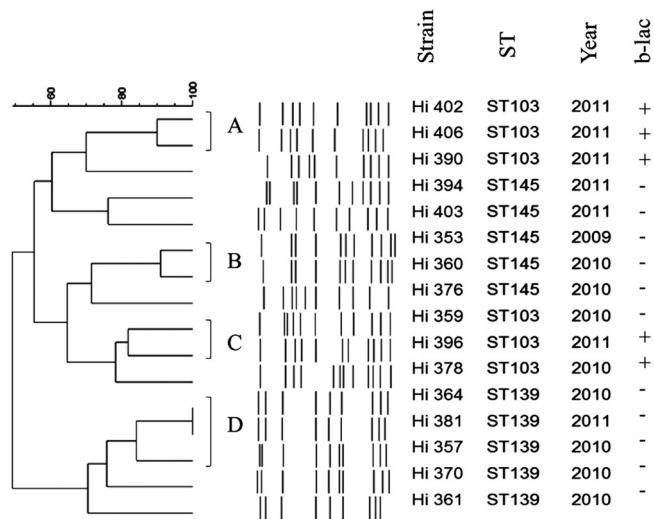 Strain ST Year b-lac
60 80 100
A
B
C
D
Hi 402 ST103 2011 +
Hi 406 ST103 2011 +
Hi 390 ST103 2011 +
Hi 394 ST145 2011 -
Hi 403 ST145 2011 -
Hi 353 ST145 2009 -
Hi 360 ST145 2010 -
Hi 376 ST145 2010 -
Hi 359 ST103 2010 -
Hi 396 ST103 2011 +
Hi 378 ST103 2010 +
Hi 364 ST139 2010 -
Hi 381 ST139 2011 -
Hi 357 ST139 2010 -
Hi 370 ST139 2010 -
Hi 361 ST139 2010 -